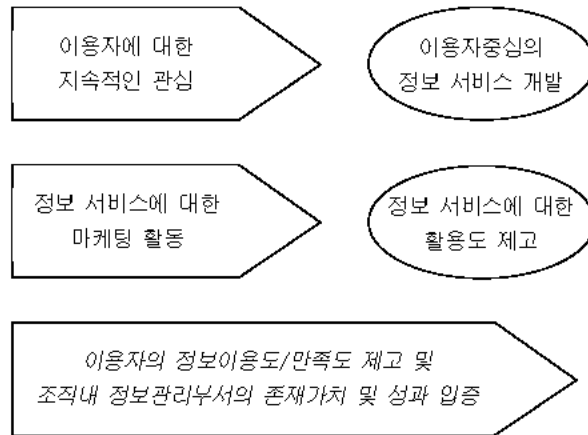 이용자에 대한
지속적인 관심
이용자중심의
정보 서비스 개발
정보 서비스에 대한
마케팅 활동
정보 서비스에 대한
활용도 제고
이용자의 정보이용도/만족도 제고 및
조직내 정보관리부서의 존재가치 및 성과 입증